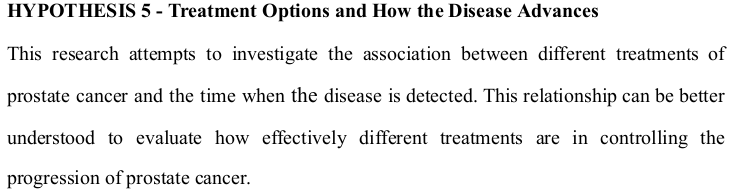 HYPOTHESIS 5 - Treatment Options and How the Disease Advances
This research attempts to investigate the association between different treatments of
prostate cancer and the time when the disease is detected. This relationship can be better
understood to evaluate how effectively different treatments are in controlling the
progression of prostate cancer.